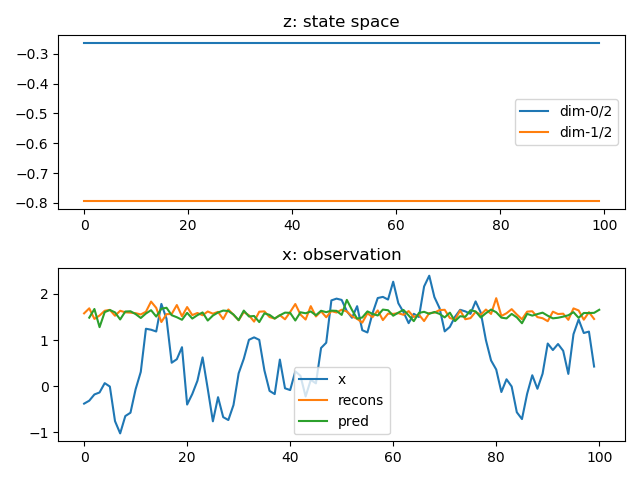 z: state space
−0.3
−0.4
−0.5
−0.6
−0.7
−0.8
dim-0/2
dim-1/2
0 20 40 60 80 100
x: observation
2
1
0
−1
x
recons
pred
0 20 40 60 80 100